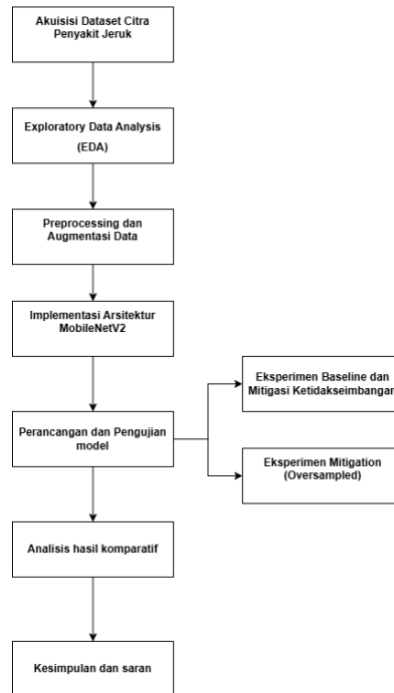 Akuisisi Dataset Citra
Penyakit Jeruk
Exploratory Data Analysis
(EDA)
Preprocessing dan
Augmentasi Data
Implementasi Arsitektur
MobileNetV2
Perancangan dan Pengujian
model
Eksperimen Baseline dan
Mitigasi Ketidakseimbangan
Eksperimen Mitigation
(Oversampled)
Analisis hasil komparatif
Kesimpulan dan saran